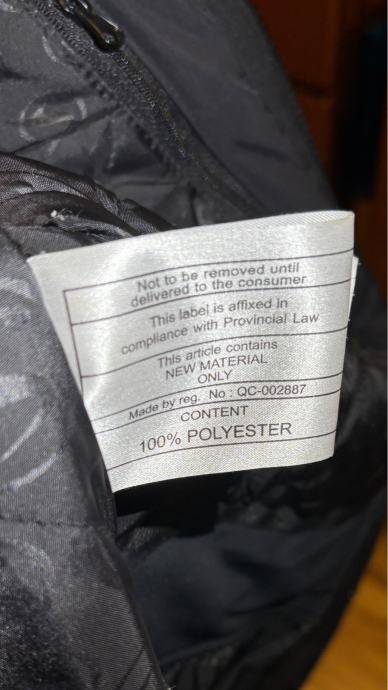 Not to be removed until
delivered to the consumer
This label is affixed in
compliance with Provincial Law
This article contains
NEW MATERIAL
ONLY
Made by reg. No : QC-002887
CONTENT
100% POLYESTER